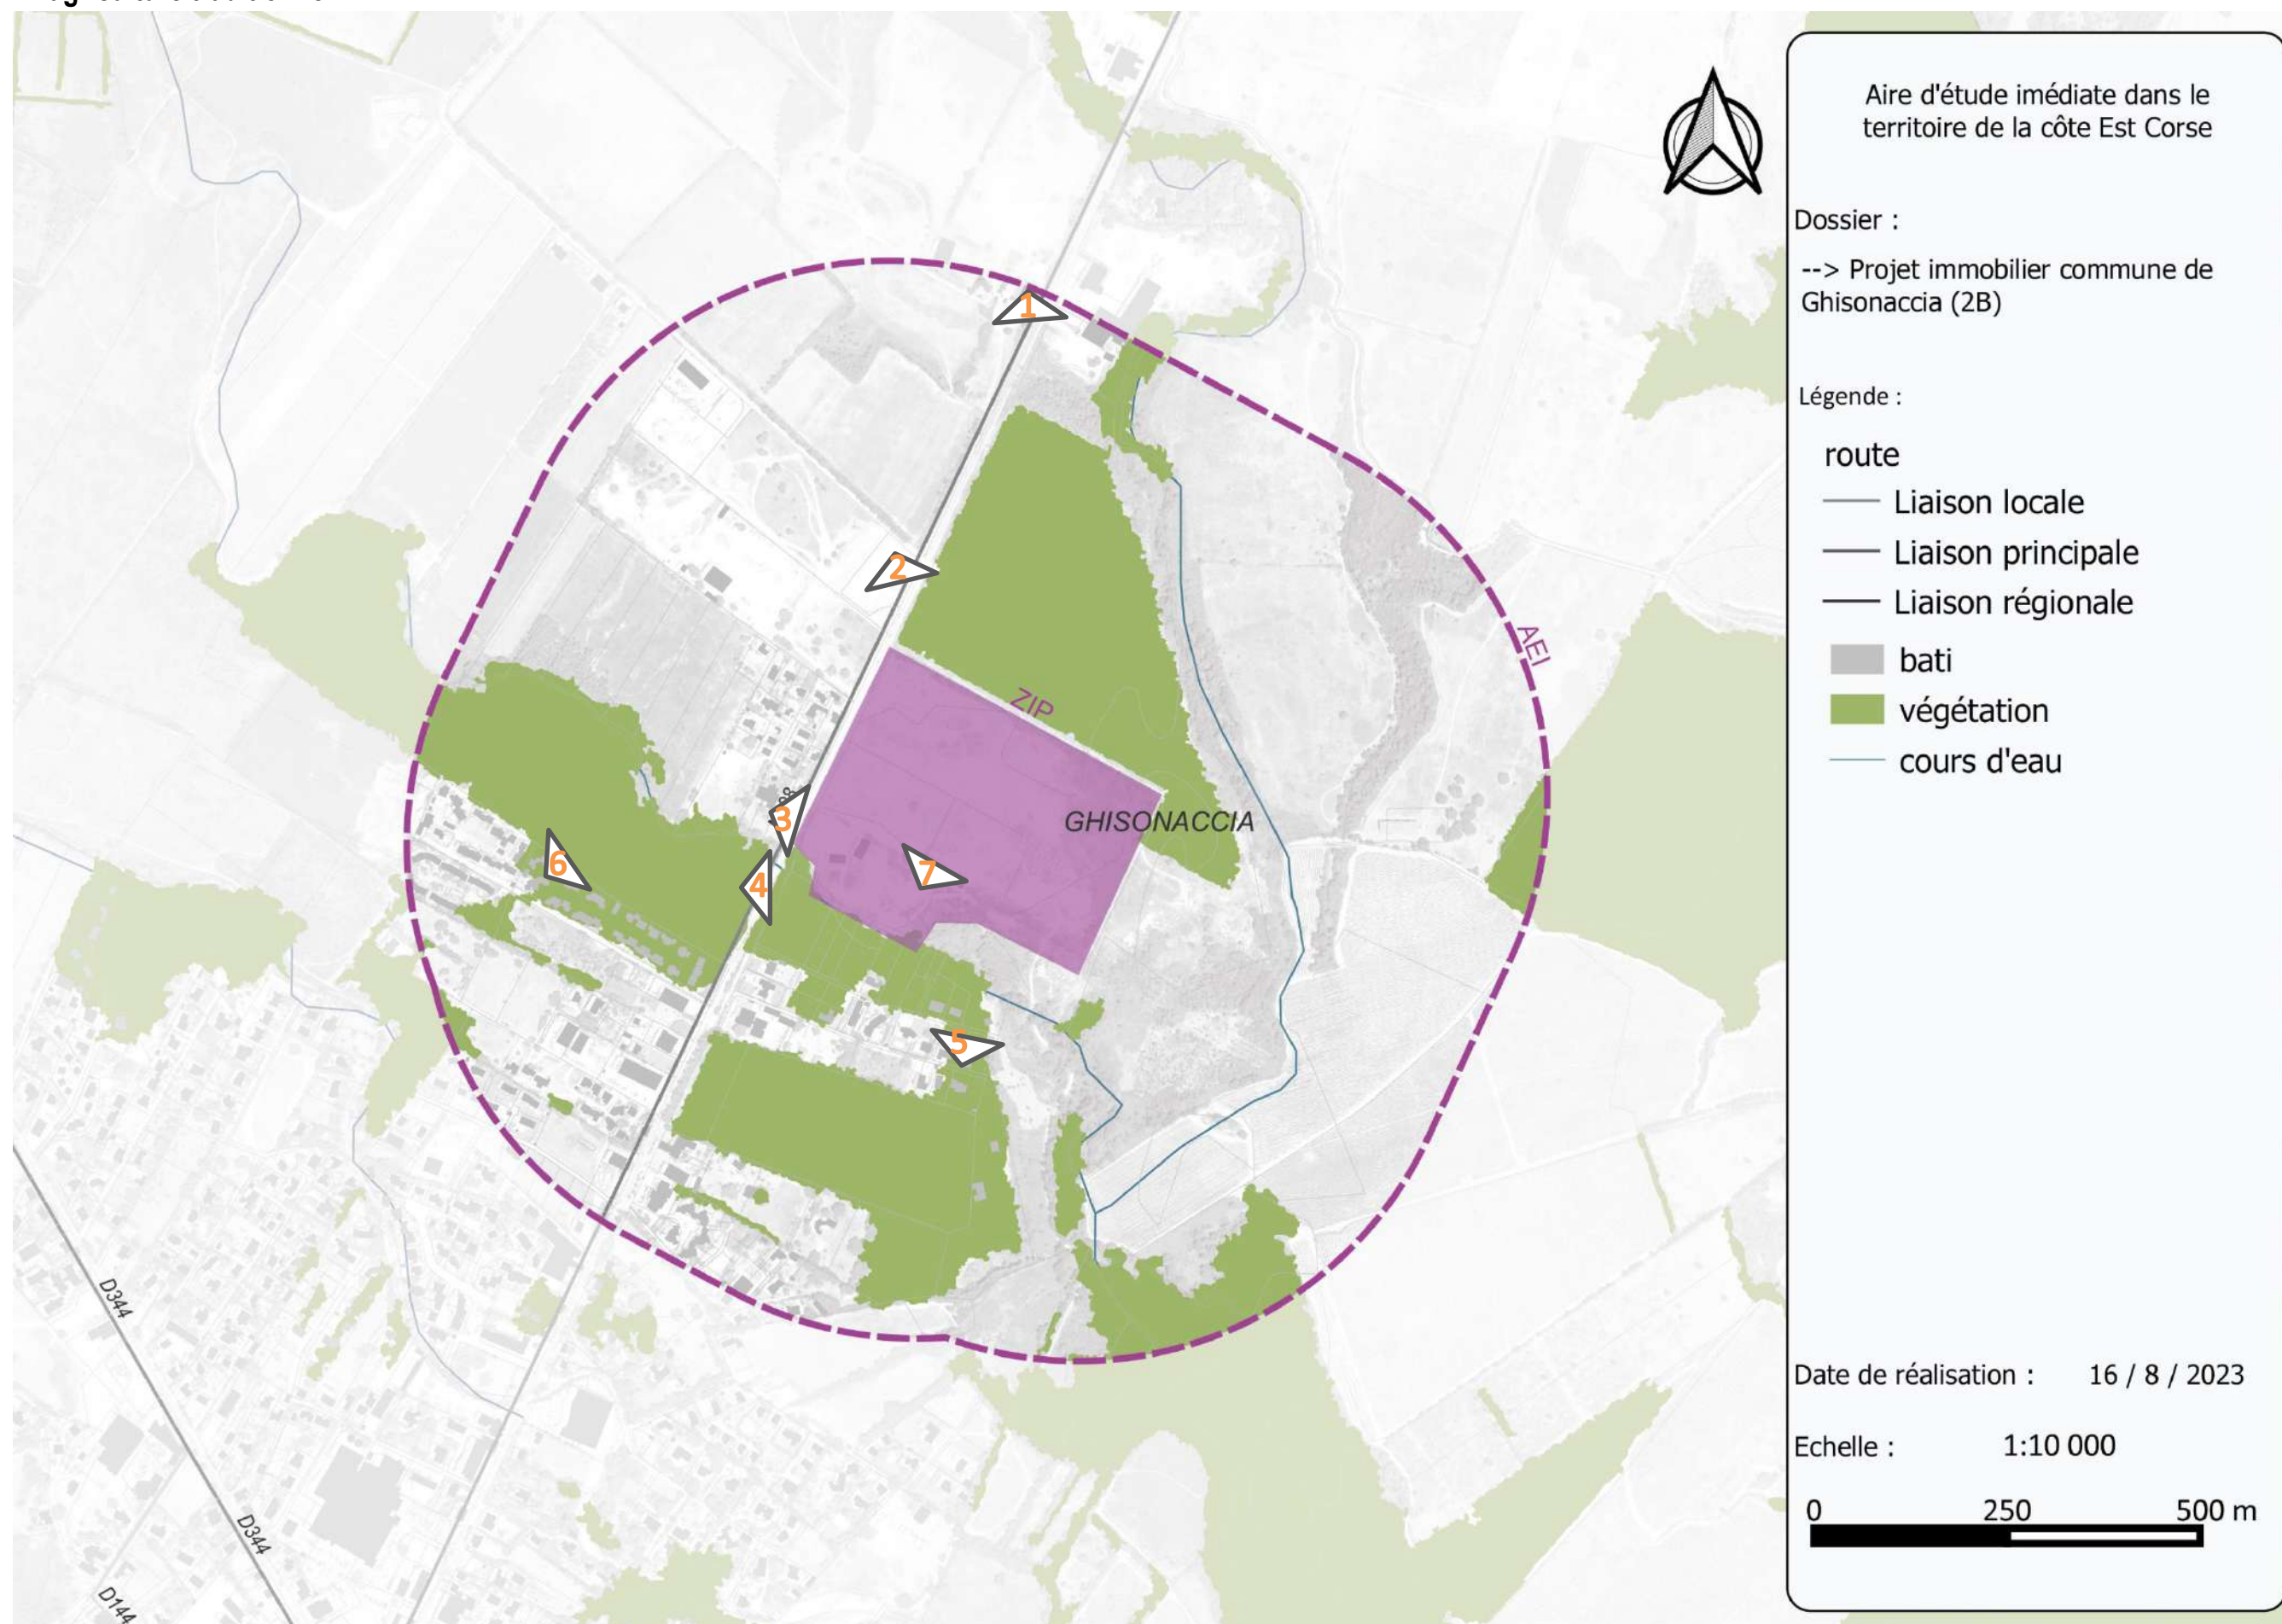 1
2
ZIP
AEI
98
3
GHISONACCIA
6
4
7
5
D344
D344
D144
Aire d'étude imédiate dans le
territoire de la côte Est Corse
Dossier :
--> Projet immobilier commune de
Ghisonaccia (2B)
Légende :
route
Liaison locale
Liaison principale
Liaison régionale
bati
végétation
cours d'eau
Date de réalisation : 16 / 8 / 2023
Echelle : 1:10 000
0 250 500 m